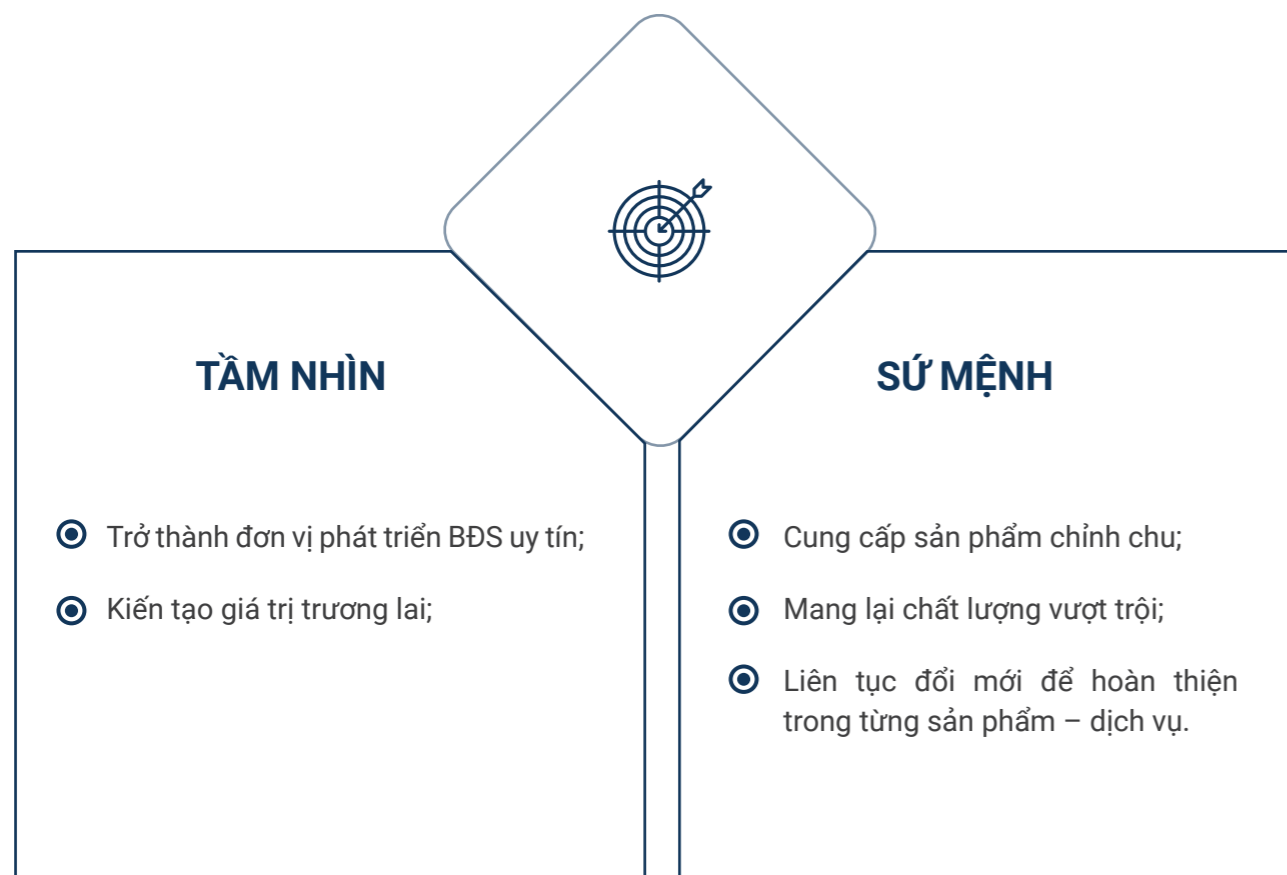 TẦM NHÌN
Trở thành đơn vị phát triển BĐS uy tín;
Kiến tạo giá trị trương lai;
SỨ MỆNH
Cung cấp sản phẩm chỉnh chu;
Mang lại chất lượng vượt trội;
Liên tục đổi mới để hoàn thiện
trong từng sản phẩm – dịch vụ.